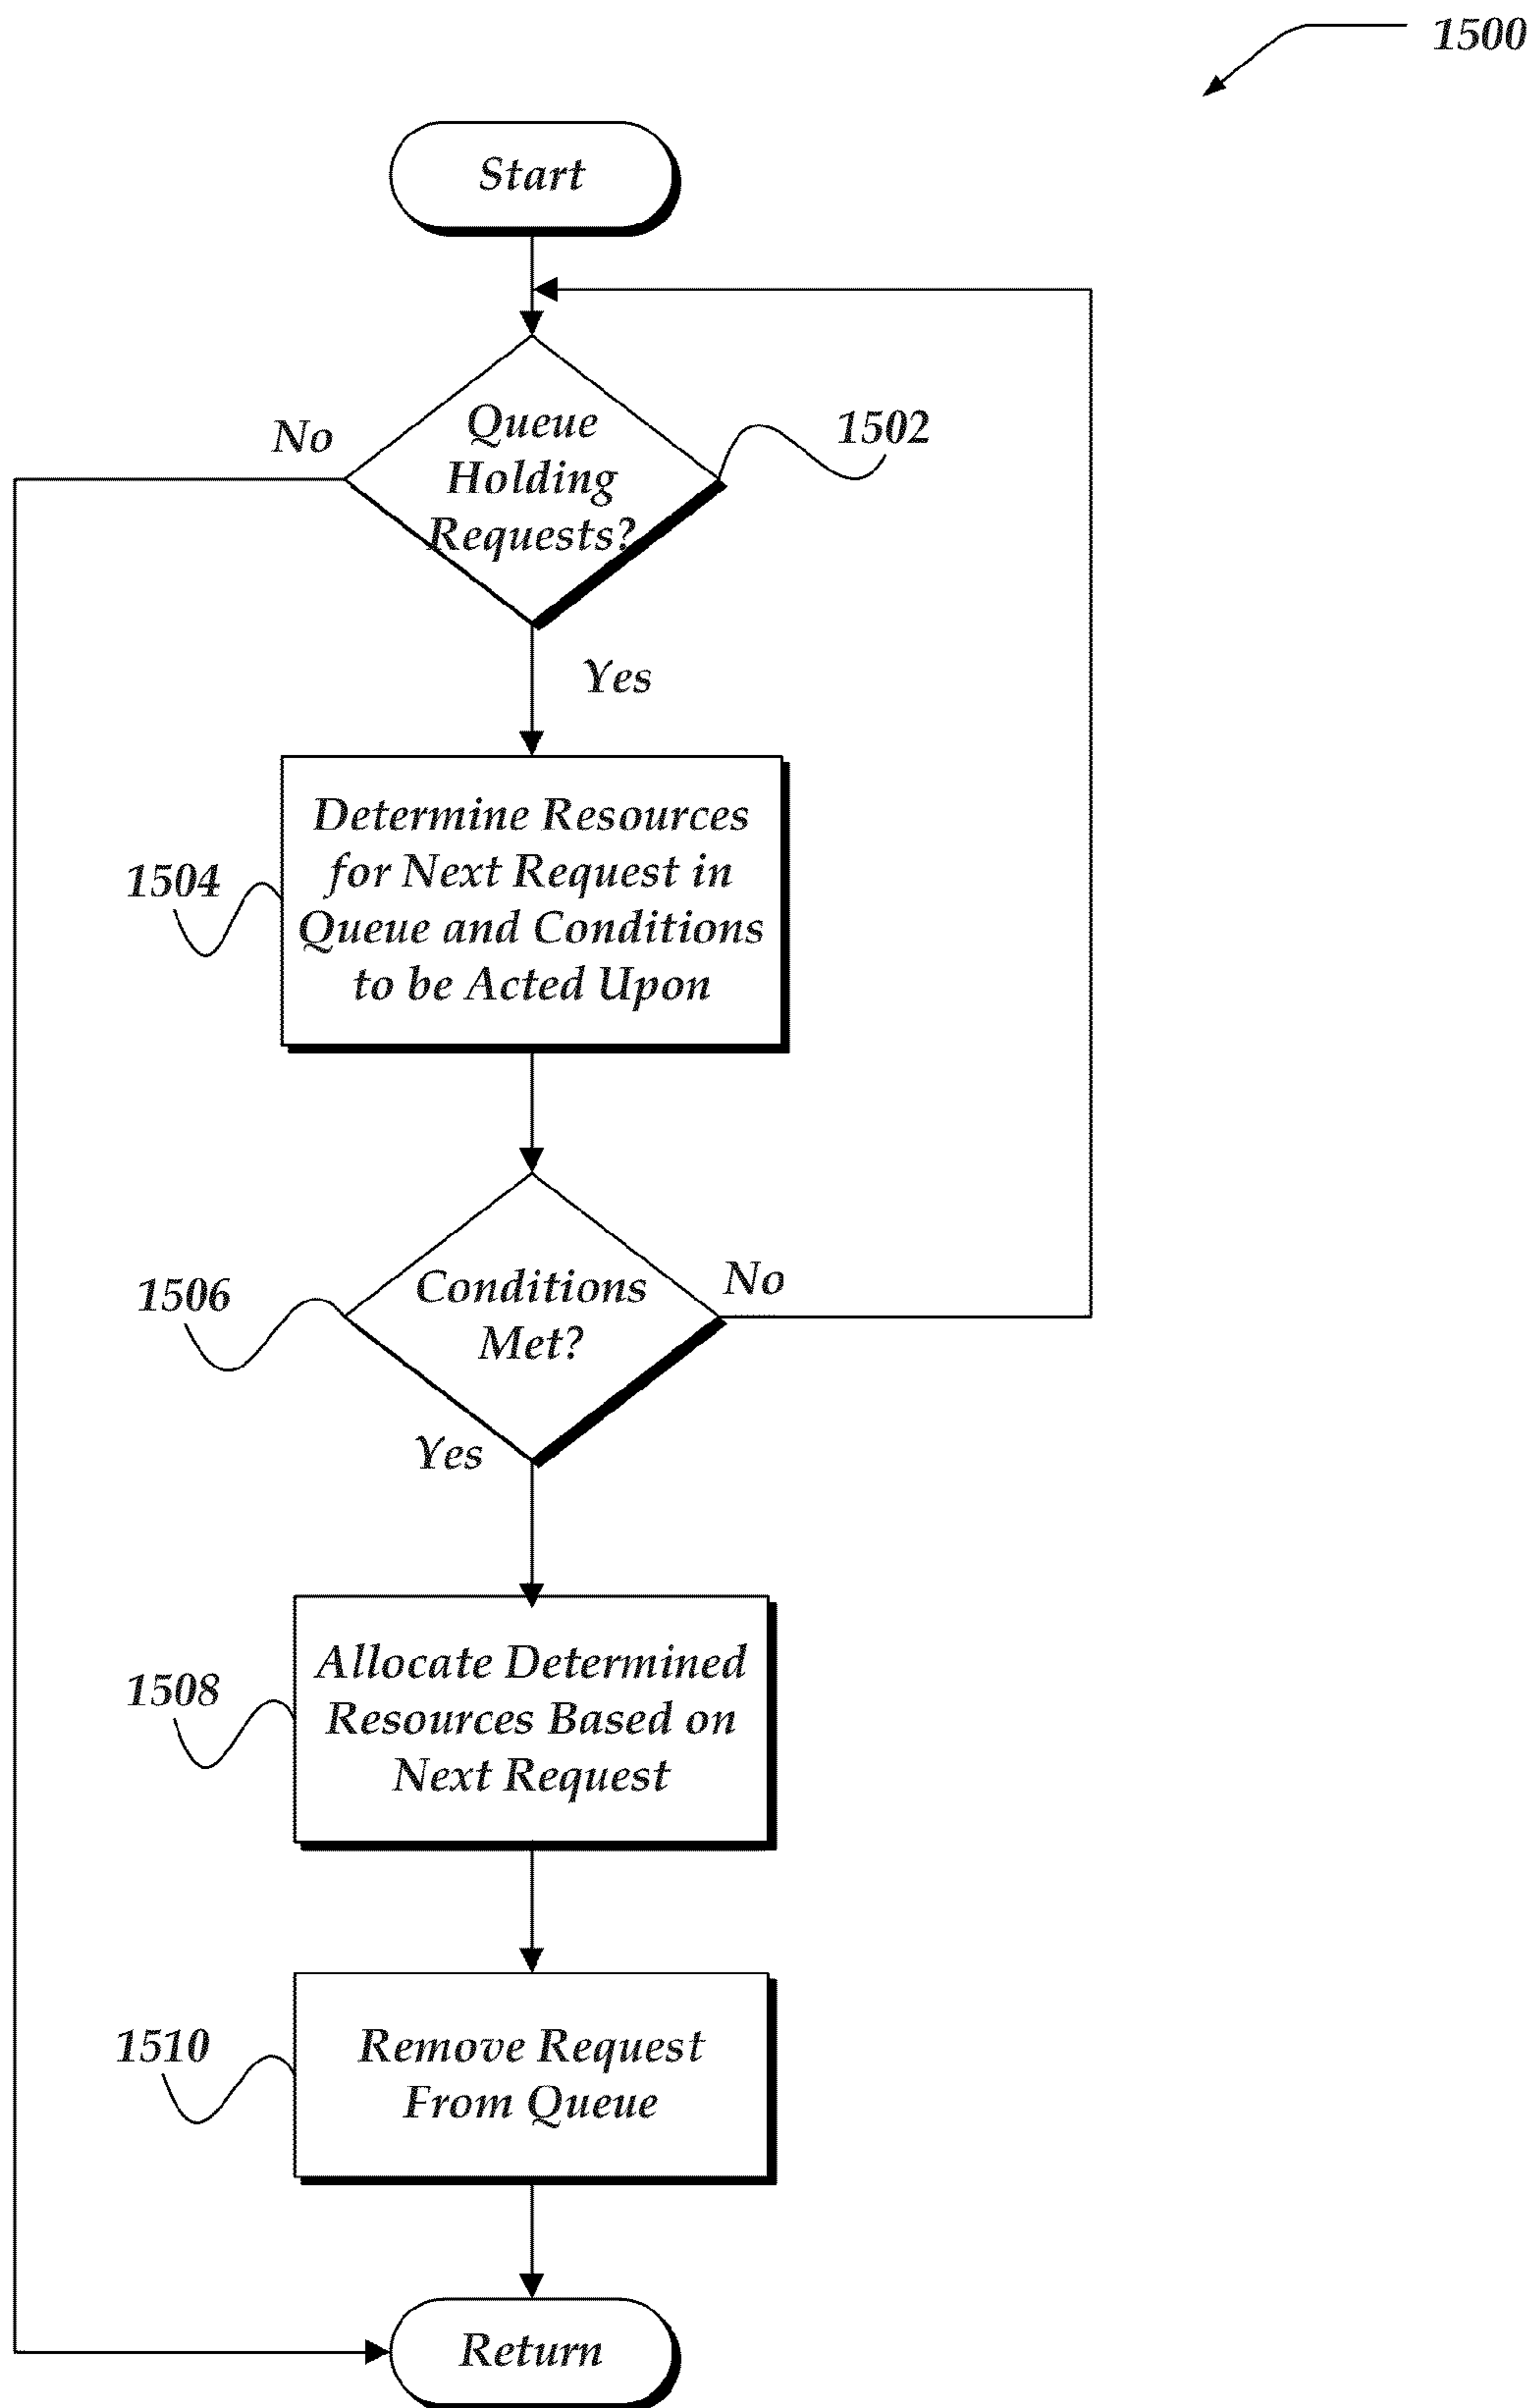 1500
Start
No
Queue
Holding
Requests?
1502
Yes
Determine Resources
for Next Request in
Queue and Conditions
to be Acted Upon
1504
Conditions
Met?
No
1506
Yes
Allocate Determined
Resources Based on
Next Request
1508
Remove Request
From Queue
1510
Return